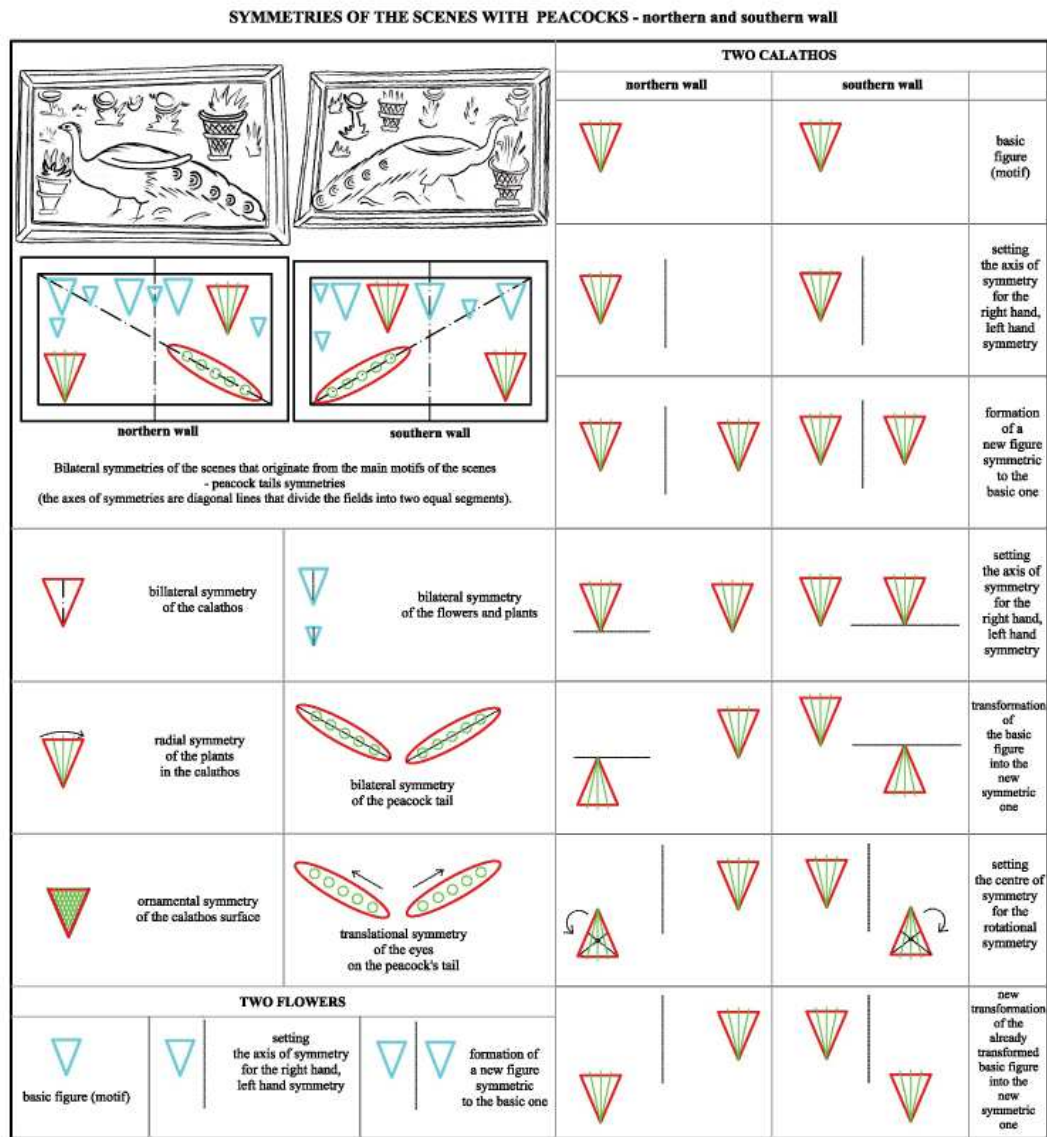 SYMMETRIES OF THE SCENES WITH PEACOCKS - northern and southern wall
northern wall
southern wall
Bilateral symmetries of the scenes that originate from the main motifs of the scenes
- peacock tails symmetries
(the axes of symmetries are diagonal lines that divide the fields into two equal segments).
billateral symmetry
of the calathos
bilateral symmetry
of the flowers and plants
radial symmetry
of the plants
in the calathos
bilateral symmetry
of the peacock tail
ornamental symmetry
of the calathos surface
translational symmetry
of the eyes
on the peacock's tail
TWO FLOWERS
basic figure (motif)
setting
the axis of symmetry
for the right hand,
left hand symmetry
formation of
a new figure
symmetric
to the basic one
TWO CALATHOS
northern wall
southern wall
basic
figure
(motif)
setting
the axis of
symmetry
for the
right hand,
left hand
symmetry
formation
of a
new figure
symmetric
to the
basic one
setting
the axis of
symmetry
for the
right hand,
left hand
symmetry
transformation
of
the basic
figure
into the
new
symmetric
one
setting
the centre of
symmetry
for the
rotational
symmetry
new
transformation
of the
already
transformed
basic figure
into the
new
symmetric
one